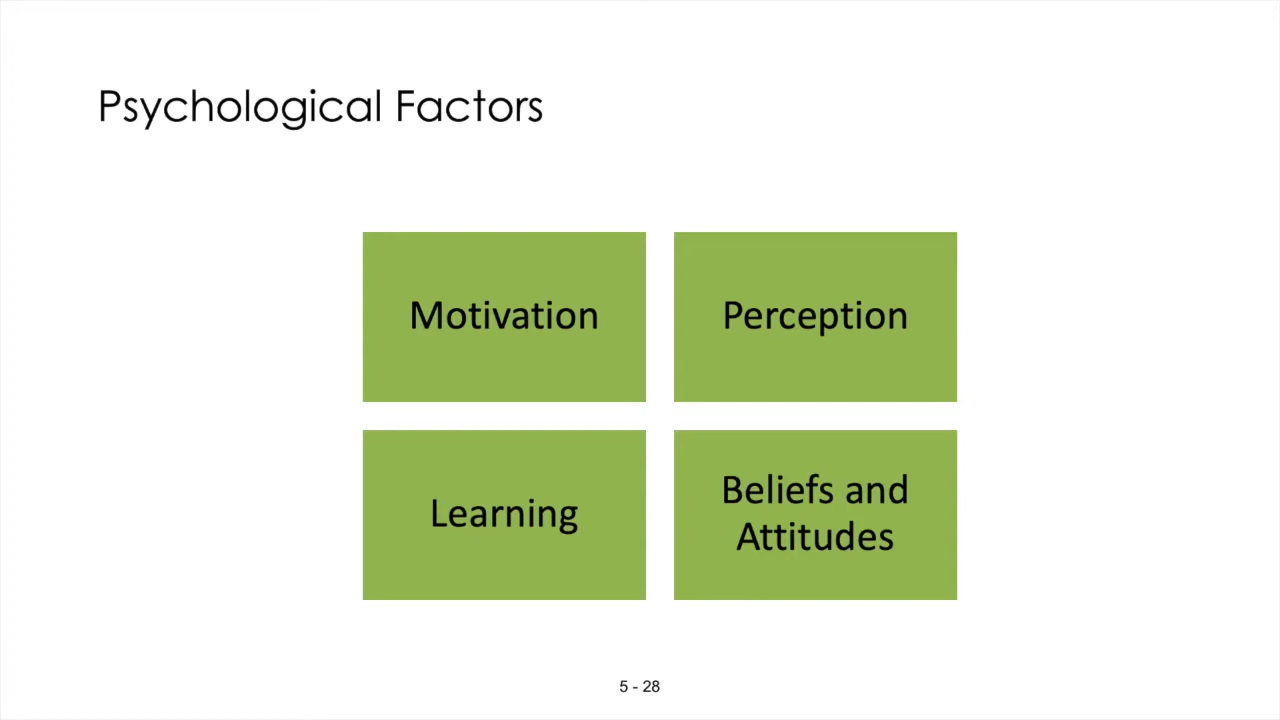 Psychological Factors
Motivation
Perception
Learning
Beliefs and
Attitudes
5 - 28